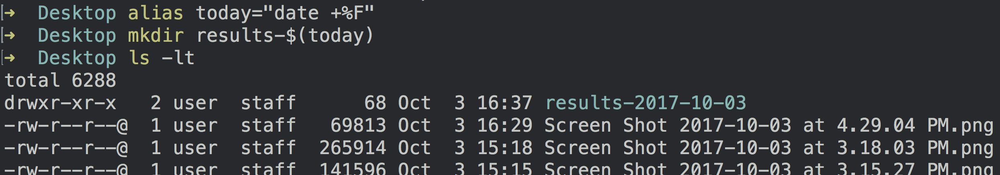 ➜  Desktop alias today="date +%F"
➜  Desktop mkdir results-$(today)
➜  Desktop ls -lt
total 6288
drwxr-xr-x   2 user  staff      68 Oct  3 16:37 results-2017-10-03
-rw-r--r--@  1 user  staff   69813 Oct  3 16:29 Screen Shot 2017-10-03 at 4.29.04 PM.png
-rw-r--r--@  1 user  staff  265914 Oct  3 15:18 Screen Shot 2017-10-03 at 3.18.03 PM.png
-rw-r--r--@  1 user  staff  141596 Oct  3 15:15 Screen Shot 2017-10-03 at 3.15.27 PM.png